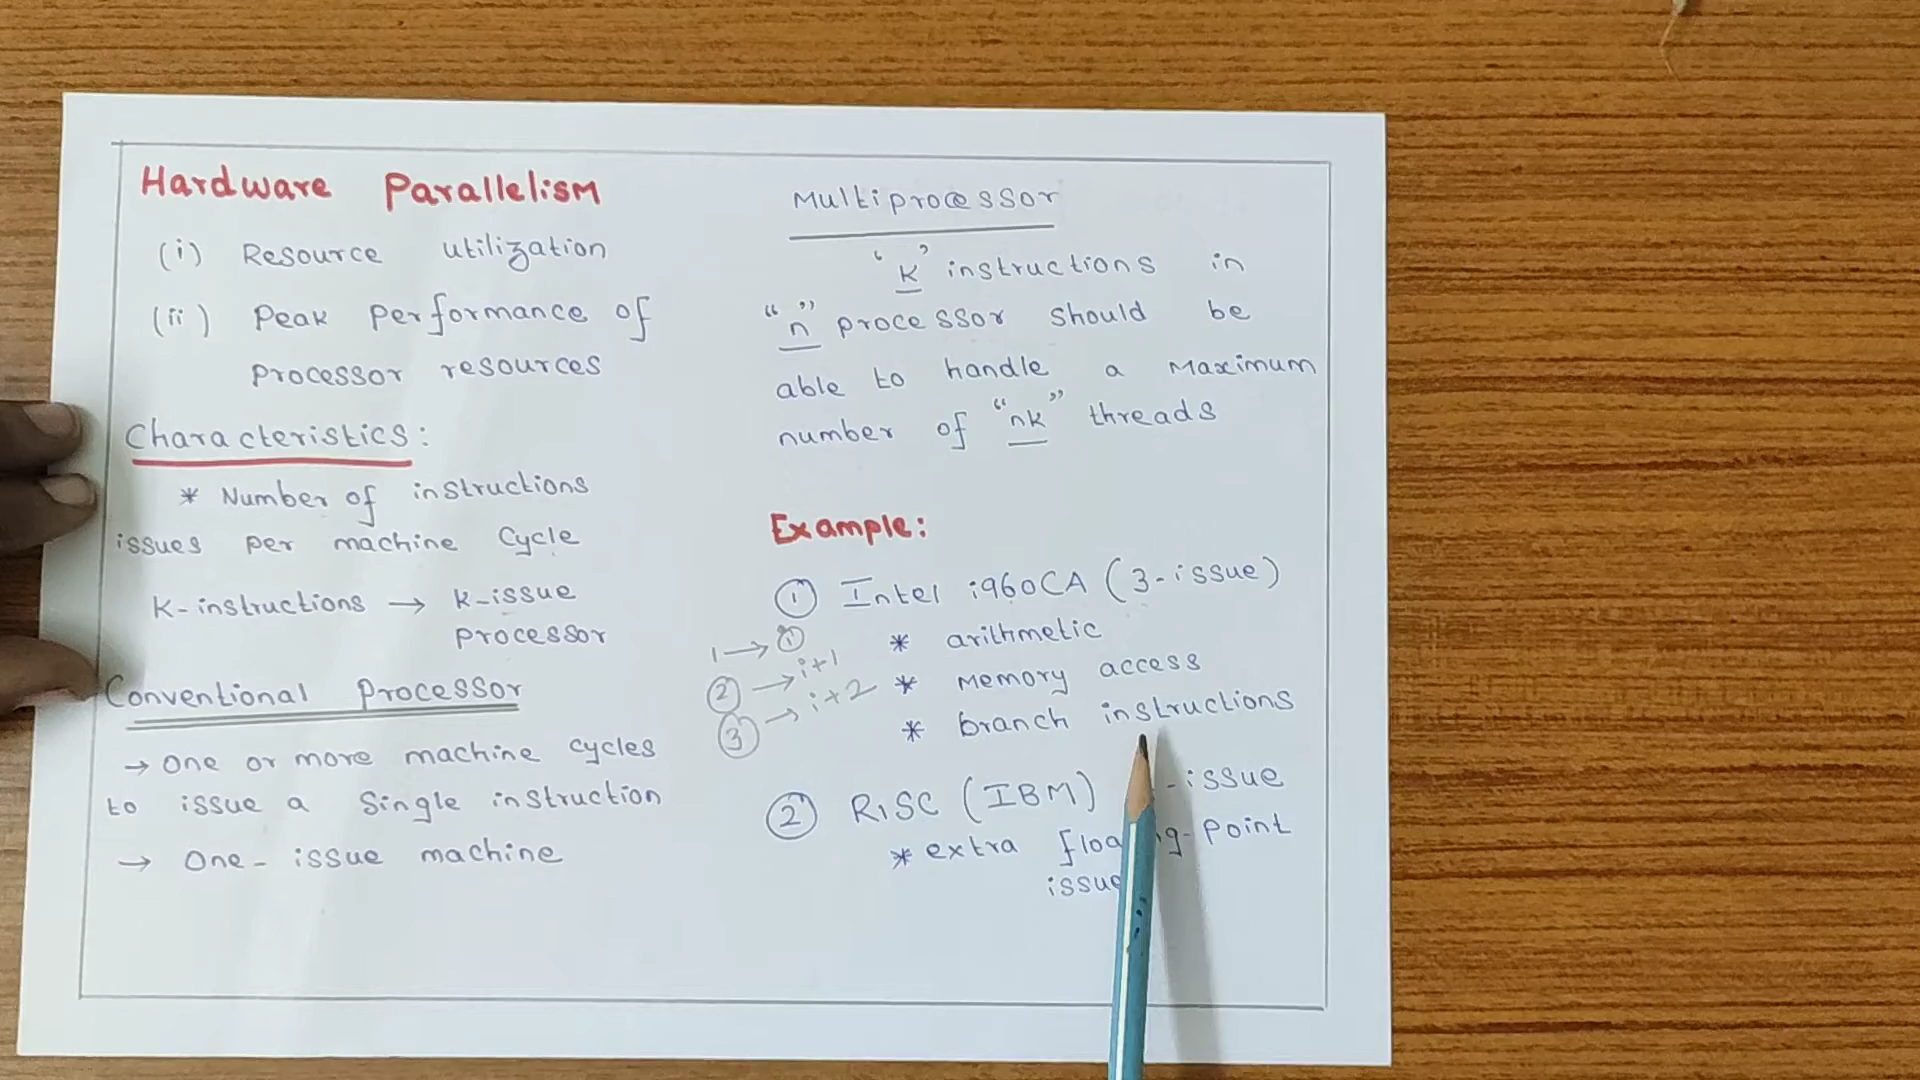 Hardware Parallelism
(i) Resource utilization
(ii) Peak performance of
processor resources
Characteristics:
* Number of instructions
issues per machine cycle
K-instructions → K-issue
processor
Conventional Processor
→ One or more machine cycles
to issue a single instruction
→ One-issue machine
Multiprocessor
‘K’ instructions in
“n” processor should be
able to handle a maximum
number of “nk” threads
Example:
① Intel i960CA (3-issue)
* arithmetic
* Memory access
* branch instructions
1 → ①
② → i+1
③ → i+2
② RISC (IBM) -issue
* extra point
issue